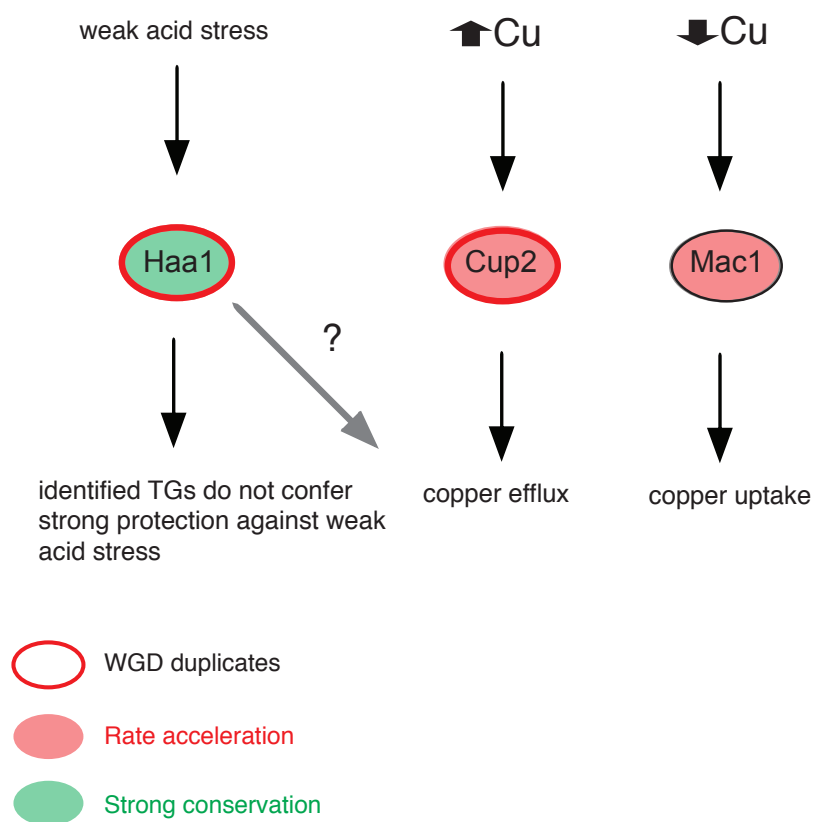 weak acid stress
Cu
Cu
Haa1
Cup2
Mac1
?
identified TGs do not confer
strong protection against weak
acid stress
copper efflux
copper uptake
WGD duplicates
Rate acceleration
Strong conservation